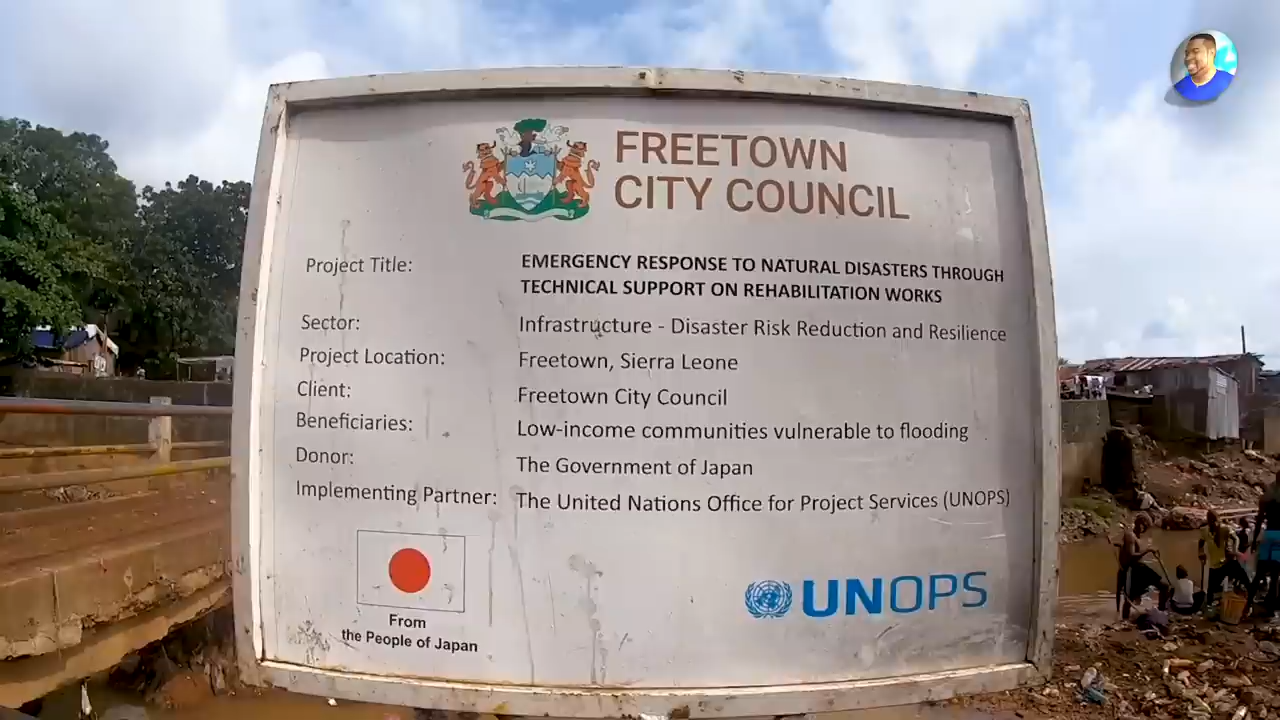 FREETOWN
CITY COUNCIL
Project Title: EMERGENCY RESPONSE TO NATURAL DISASTERS THROUGH
TECHNICAL SUPPORT ON REHABILITATION WORKS
Sector: Infrastructure - Disaster Risk Reduction and Resilience
Project Location: Freetown, Sierra Leone
Client: Freetown City Council
Beneficiaries: Low-income communities vulnerable to flooding
Donor: The Government of Japan
Implementing Partner: The United Nations Office for Project Services (UNOPS)
From
the People of Japan
UNOPS